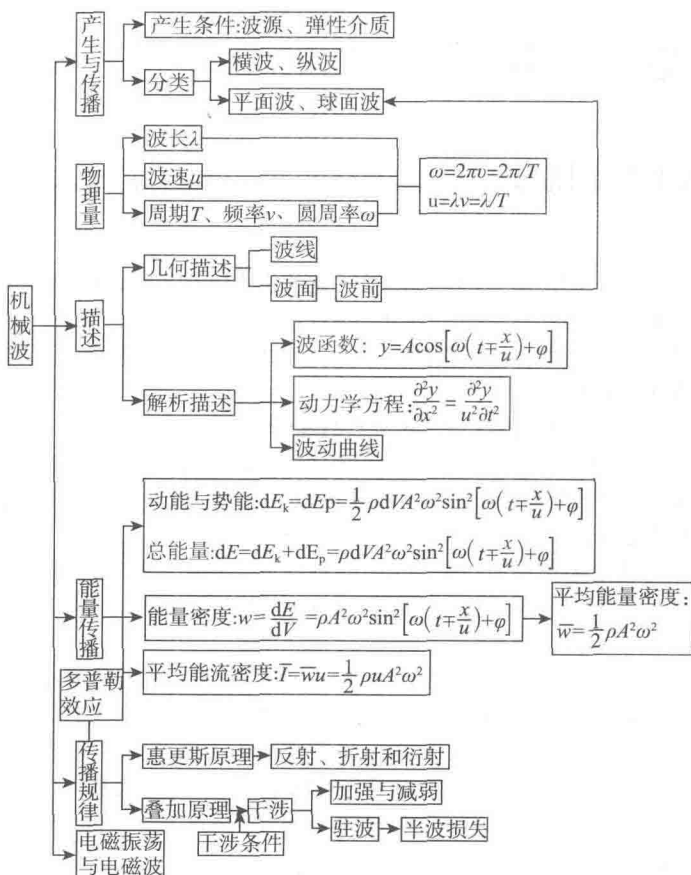 机械波
产生与传播
产生条件:波源、弹性介质
分类
横波、纵波
平面波、球面波
物理量
波长λ
波速μ
周期T、频率ν、圆周率ω
ω=2πυ=2π/T
u=λν=λ/T
描述
几何描述
波线
波面
波前
解析描述
波函数：y=Acos[ω(t∓x/u)+φ]
动力学方程:∂²y/∂x²=∂²y/u²∂t²
波动曲线
能量传播
动能与势能:dEₖ=dEp=1/2 ρdVA²ω²sin²[ω(t∓x/u)+φ]
总能量:dE=dEₖ+dEₚ=ρdVA²ω²sin²[ω(t∓x/u)+φ]
能量密度:w=dE/dV=ρA²ω²sin²[ω(t∓x/u)+φ]
平均能量密度：
w̅=1/2 ρA²ω²
平均能流密度:I̅=w̅u=1/2 ρuA²ω²
多普勒
效应
传播规律
惠更斯原理
反射、折射和衍射
叠加原理
干涉
干涉条件
加强与减弱
驻波
半波损失
电磁振荡
与电磁波